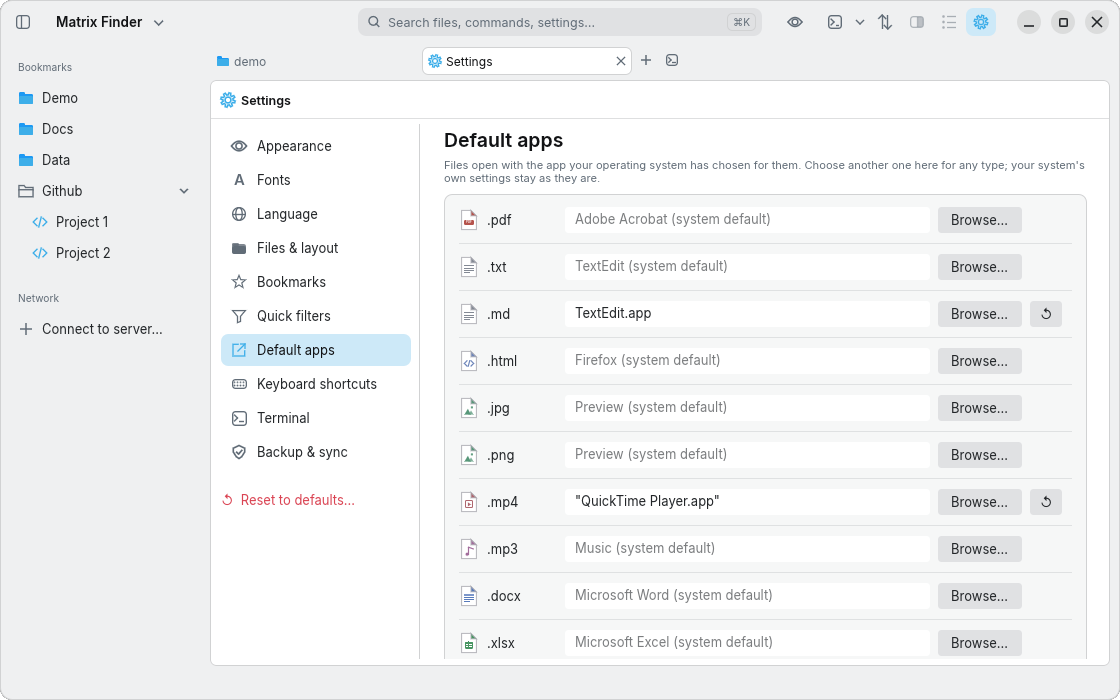 Matrix Finder
Search files, commands, settings...
⌘K
Bookmarks
Demo
Docs
Data
Github
Project 1
Project 2
Network
Connect to server...
demo
Settings
Settings
Appearance
Fonts
Language
Files & layout
Bookmarks
Quick filters
Default apps
Keyboard shortcuts
Terminal
Backup & sync
Reset to defaults...
Default apps
Files open with the app your operating system has chosen for them. Choose another one here for any type; your system's
own settings stay as they are.
.pdf Adobe Acrobat (system default) Browse...
.txt TextEdit (system default) Browse...
.md TextEdit.app Browse...
.html Firefox (system default) Browse...
.jpg Preview (system default) Browse...
.png Preview (system default) Browse...
.mp4 "QuickTime Player.app" Browse...
.mp3 Music (system default) Browse...
.docx Microsoft Word (system default) Browse...
.xlsx Microsoft Excel (system default) Browse...